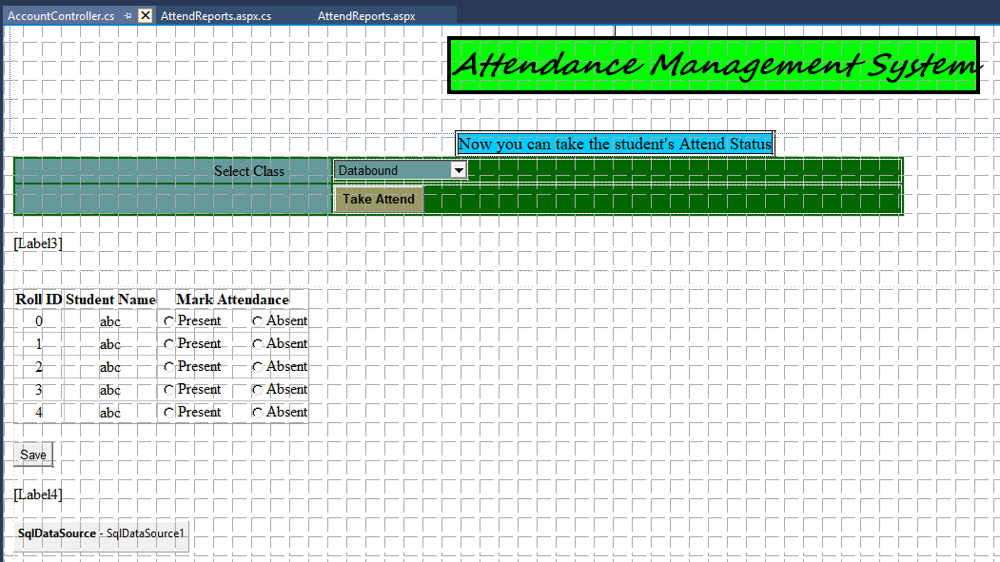 AccountController.cs AttendReports.aspx.cs AttendReports.aspx
Attendance Management System
Now you can take the student's Attend Status
Select Class Databound
Take Attend
[Label3]
Roll ID Student Name Mark Attendance
0 abc Present Absent
1 abc Present Absent
2 abc Present Absent
3 abc Present Absent
4 abc Present Absent
Save
[Label4]
SqlDataSource - SqlDataSource1